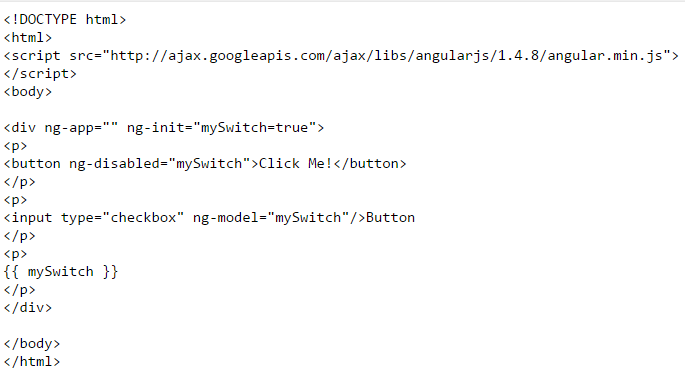 <!DOCTYPE html>
<html>
<script src="http://ajax.googleapis.com/ajax/libs/angularjs/1.4.8/angular.min.js">
</script>
<body>
<div ng-app="" ng-init="mySwitch=true">
<p>
<button ng-disabled="mySwitch">Click Me!</button>
</p>
<p>
<input type="checkbox" ng-model="mySwitch"/>Button
</p>
<p>
{{ mySwitch }}
</p>
</div>
</body>
</html>